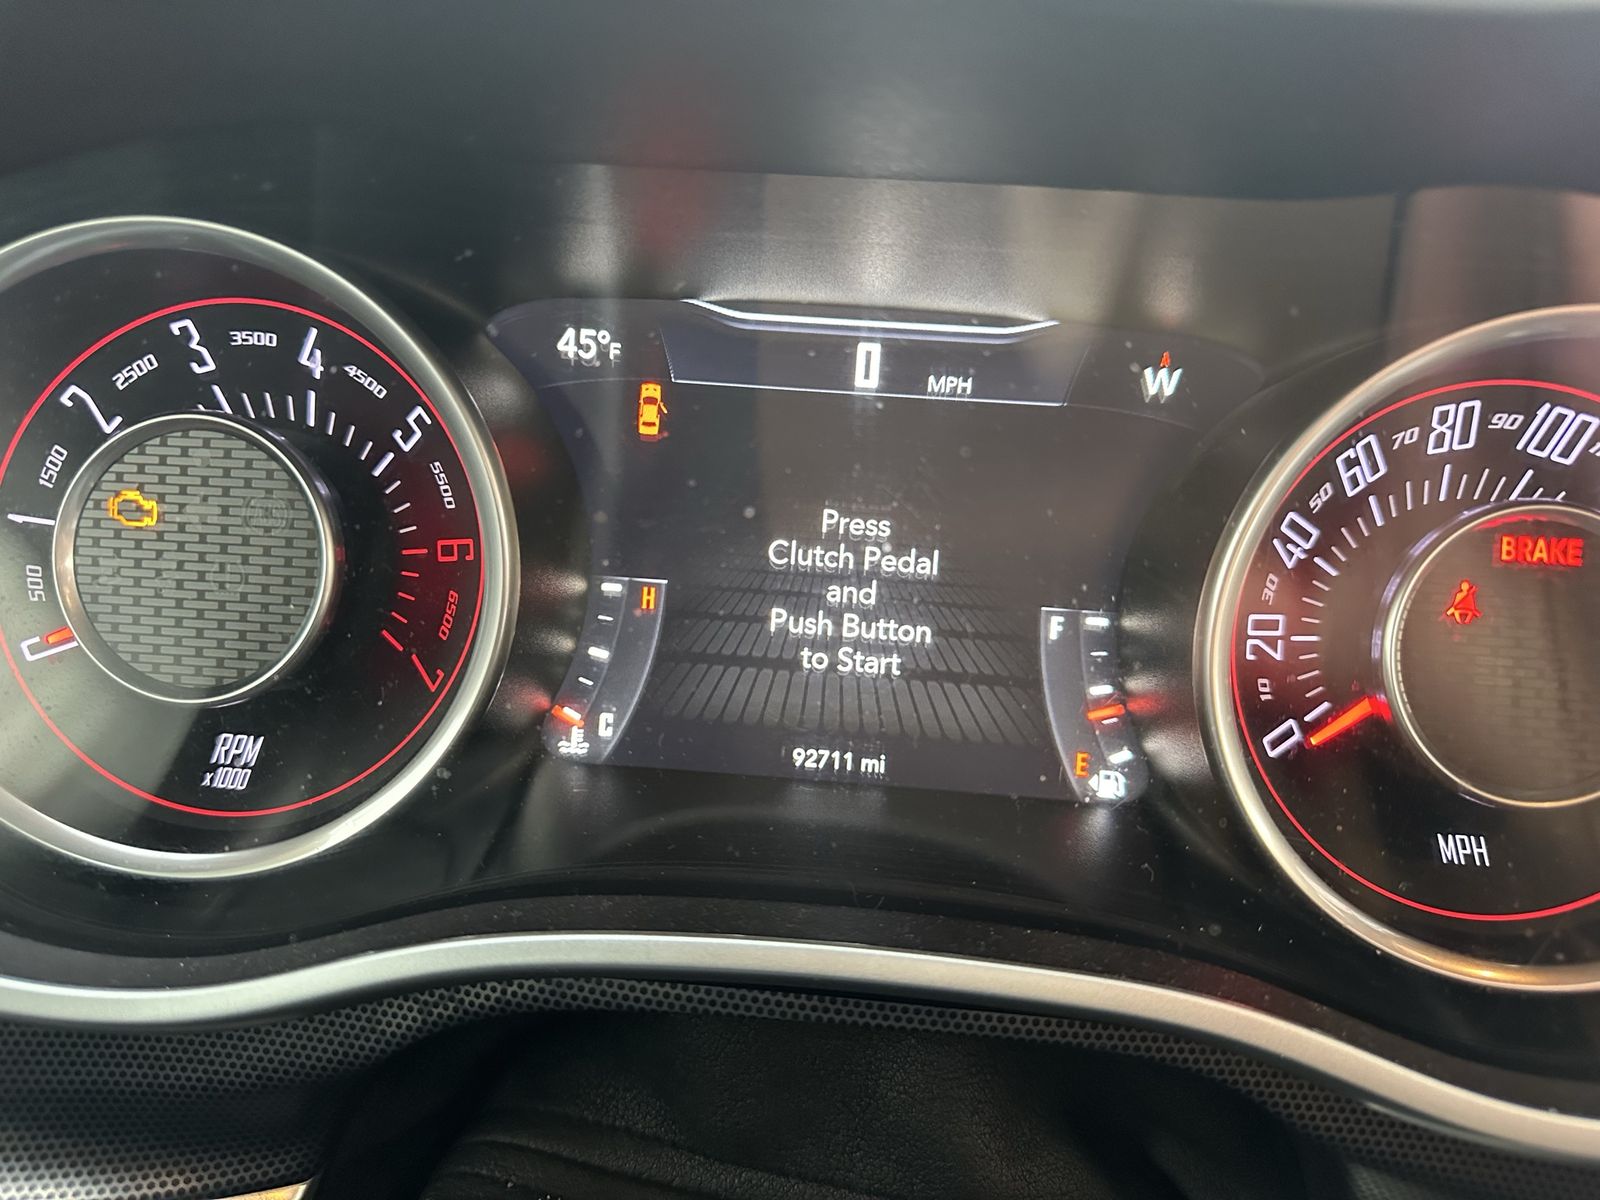 45°F
0 MPH
W
Press
Clutch Pedal
and
Push Button
to Start
H
C
F
E
92711 mi
0
500
1
1500
2
2500
3
3500
4
4500
5
5500
6
6500
7
RPM
x1000
0
10
20
30
40
50
60
70
80
90
100
BRAKE
MPH